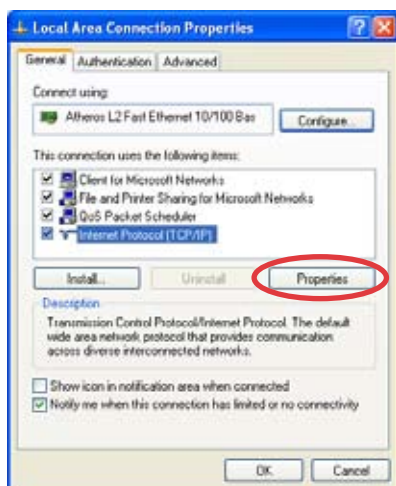 Local Area Connection Properties
General Authentication Advanced
Connect using:
Atheros L2 Fast Ethernet 10/100 Bas Configure...
This connection uses the following items:
Client for Microsoft Networks
File and Printer Sharing for Microsoft Networks
QoS Packet Scheduler
Internet Protocol (TCP/IP)
Install... Uninstall Properties
Description
Transmission Control Protocol/Internet Protocol. The default
wide area network protocol that provides communication
across diverse interconnected networks.
Show icon in notification area when connected
Notify me when this connection has limited or no connectivity
OK Cancel